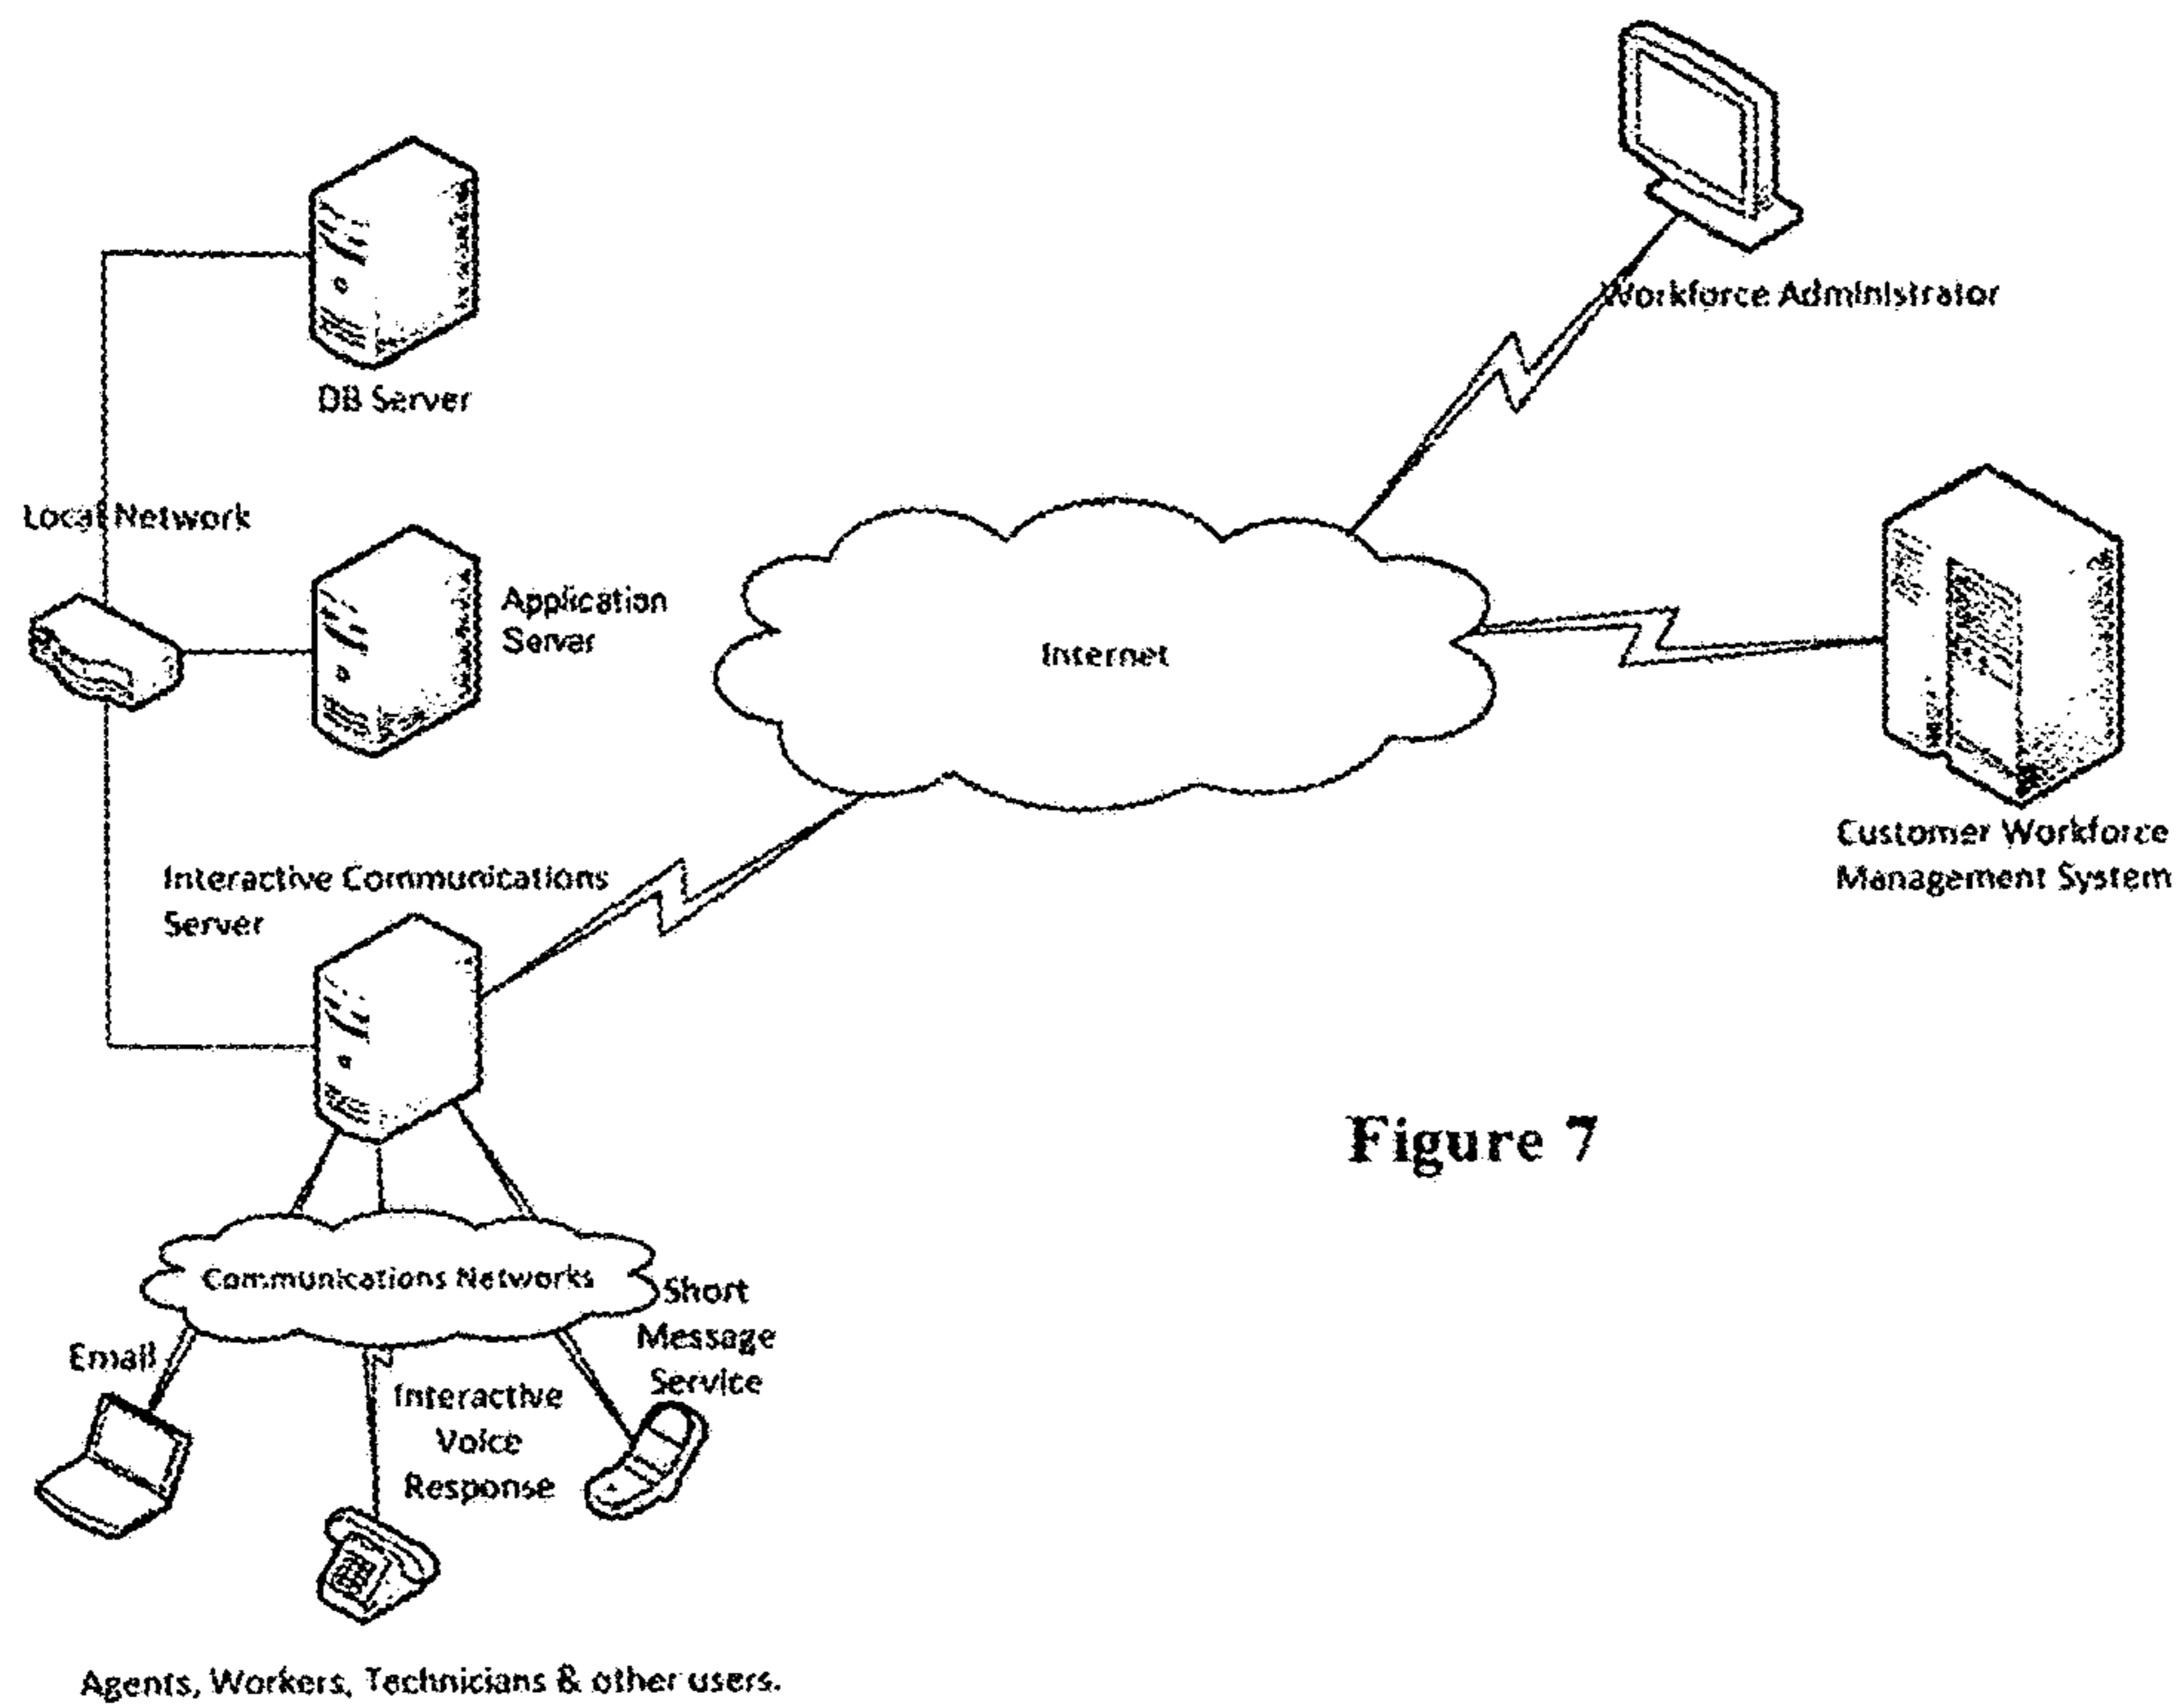 Workforce Administrator
DB Server
Local Network
Application
Server
Internet
Customer Workforce
Management System
Interactive Communications
Server
Figure 7
Communications Networks
Short
Message
Service
Email
Interactive
Voice
Response
Agents, Workers, Technicians & other users.